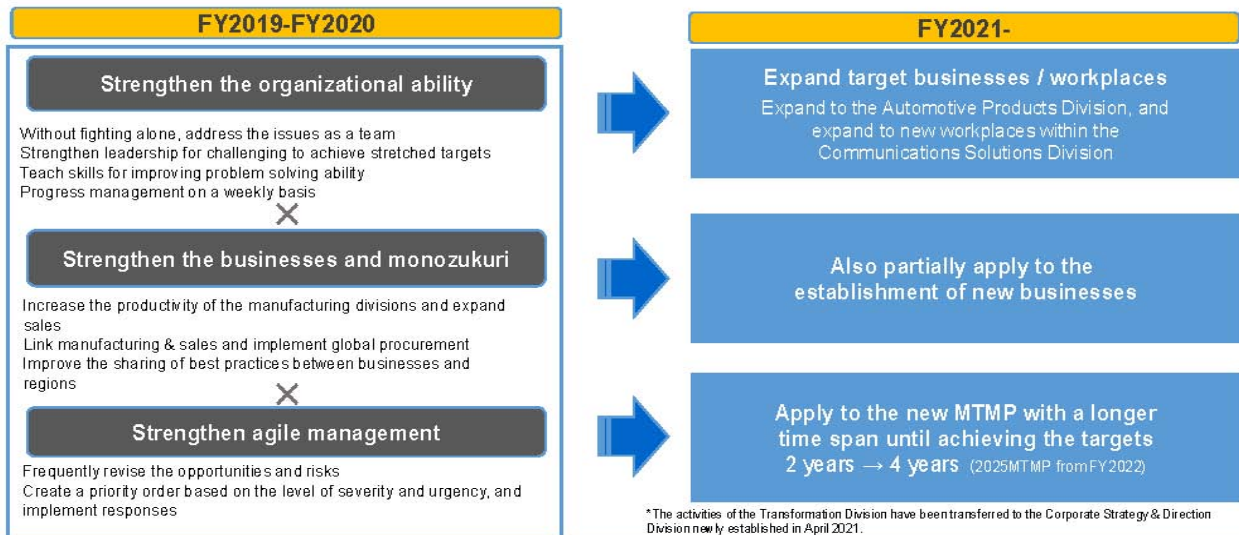 FY2019-FY2020
Strengthen the organizational ability
Without fighting alone, address the issues as a team
Strengthen leadership for challenging to achieve stretched targets
Teach skills for improving problem solving ability
Progress management on a weekly basis
×
Strengthen the businesses and monozukuri
Increase the productivity of the manufacturing divisions and expand
sales
Link manufacturing & sales and implement global procurement
Improve the sharing of best practices between businesses and
regions
×
Strengthen agile management
Frequently revise the opportunities and risks
Create a priority order based on the level of severity and urgency, and
implement responses
FY2021-
Expand target businesses / workplaces
Expand to the Automotive Products Division, and
expand to new workplaces within the
Communications Solutions Division
Also partially apply to the
establishment of new businesses
Apply to the new MTMP with a longer
time span until achieving the targets
2 years → 4 years (2025MTMP from FY2022)
*The activities of the Transformation Division have been transferred to the Corporate Strategy & Direction
Division newly established in April 2021.